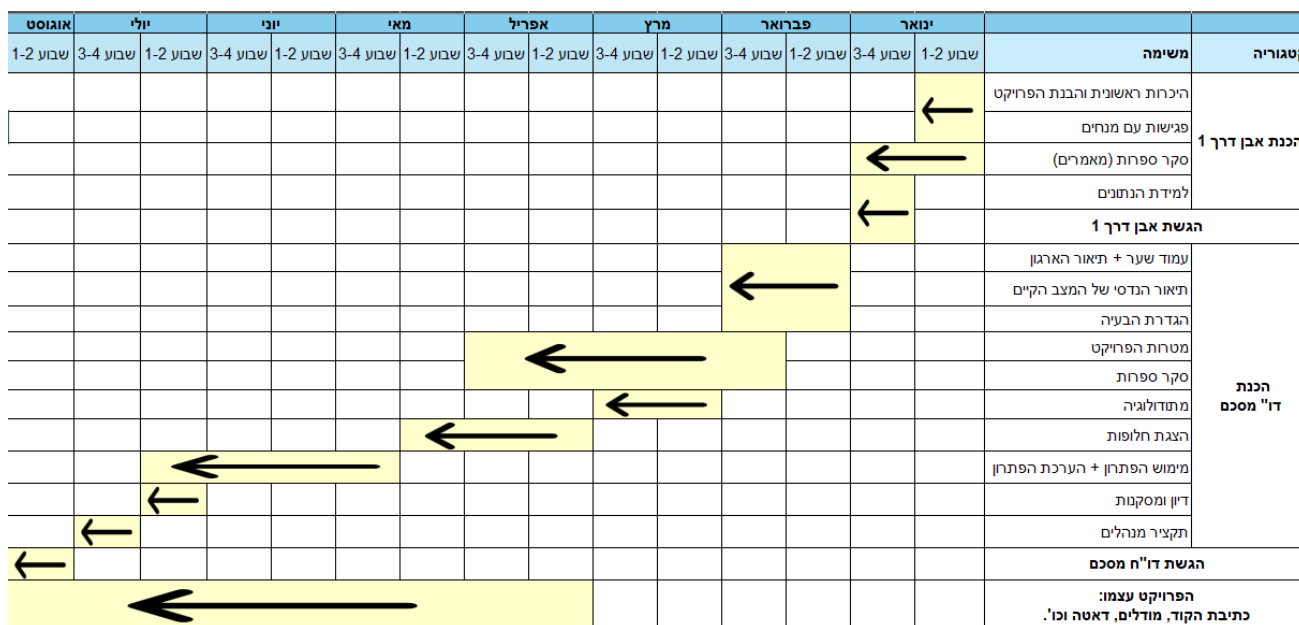 ינואר פברואר מרץ אפריל מאי יוני יולי אוגוסט
קטגוריה משימה שבוע 1-2 שבוע 3-4 שבוע 1-2 שבוע 3-4 שבוע 1-2 שבוע 3-4 שבוע 1-2 שבוע 3-4 שבוע 1-2 שבוע 3-4 שבוע 1-2 שבוע 3-4 שבוע 1-2 שבוע 3-4 שבוע 1-2
הכנת אבן דרך 1
היכרות ראשונית והבנת הפרויקט
פגישות עם מנחים
סקר ספרות (מאמרים)
למידת הנתונים
הגשת אבן דרך 1
הכנת
דו" מסכם
עמוד שער + תיאור הארגון
תיאור הנדסי של המצב הקיים
הגדרת הבעיה
מטרות הפרויקט
סקר ספרות
מתודולוגיה
הצגת חלופות
מימוש הפתרון + הערכת הפתרון
דיון ומסקנות
תקציר מנהלים
הגשת דו"ח מסכם
הפרויקט עצמו:
כתיבת הקוד, מודלים, דאטה וכו'.